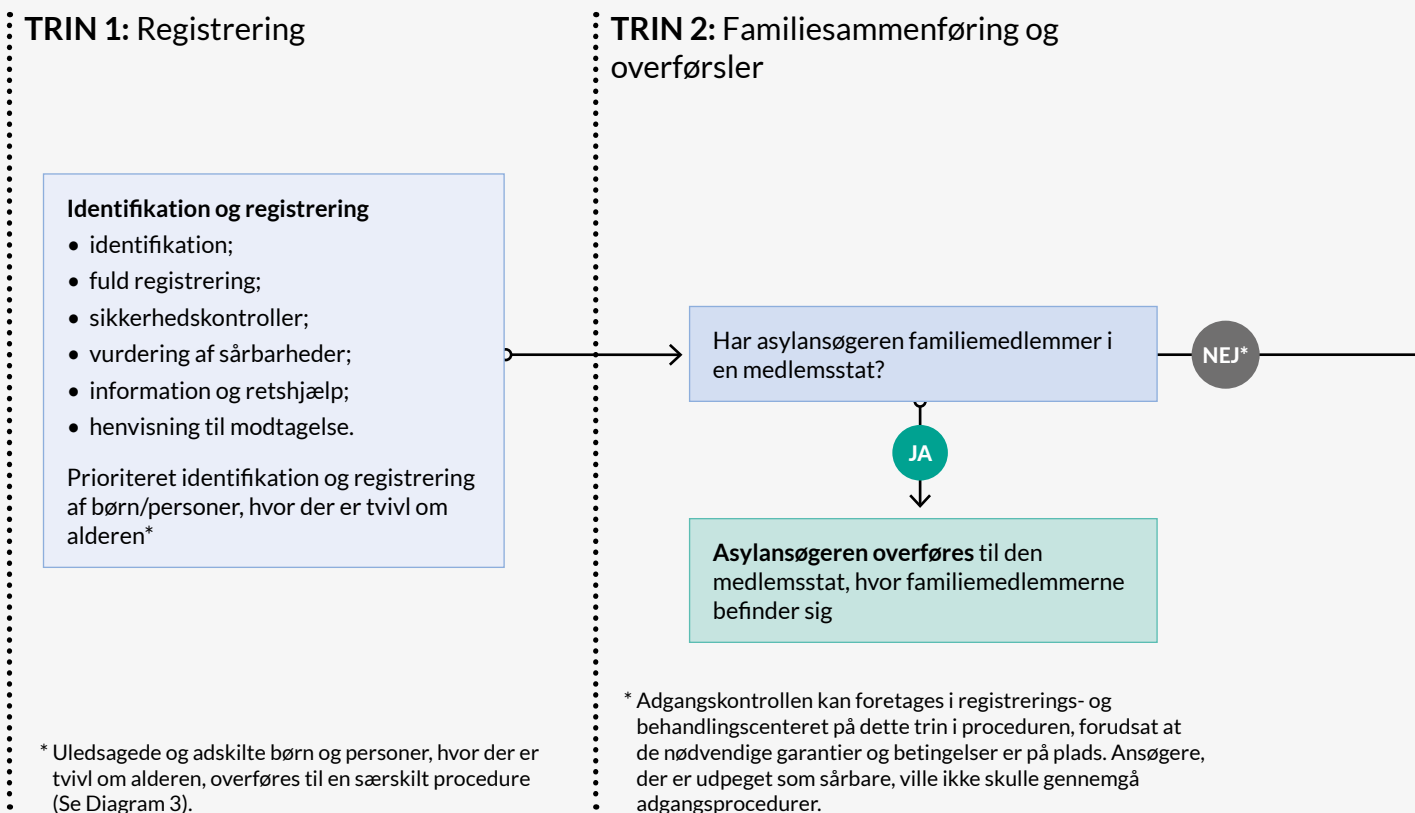 TRIN 1: Registrering
Identifikation og registrering
• identifikation;
• fuld registrering;
• sikkerhedskontroller;
• vurdering af sårbarheder;
• information og retshjælp;
• henvisning til modtagelse.
Prioriteret identifikation og registrering
af børn/personer, hvor der er tvivl om
alderen*
* Uledsagede og adskilte børn og personer, hvor der er
tvivl om alderen, overføres til en særskilt procedure
(Se Diagram 3).
TRIN 2: Familiesammenføring og
overførsler
Har asylansøgeren familiemedlemmer i
en medlemsstat?
NEJ*
JA
Asylansøgeren overføres til den
medlemsstat, hvor familiemedlemmerne
befinder sig
* Adgangskontrollen kan foretages i registrerings- og
behandlingscenteret på dette trin i proceduren, forudsat at
de nødvendige garantier og betingelser er på plads. Ansøgere,
der er udpeget som sårbare, ville ikke skulle gennemgå
adgangsprocedurer.